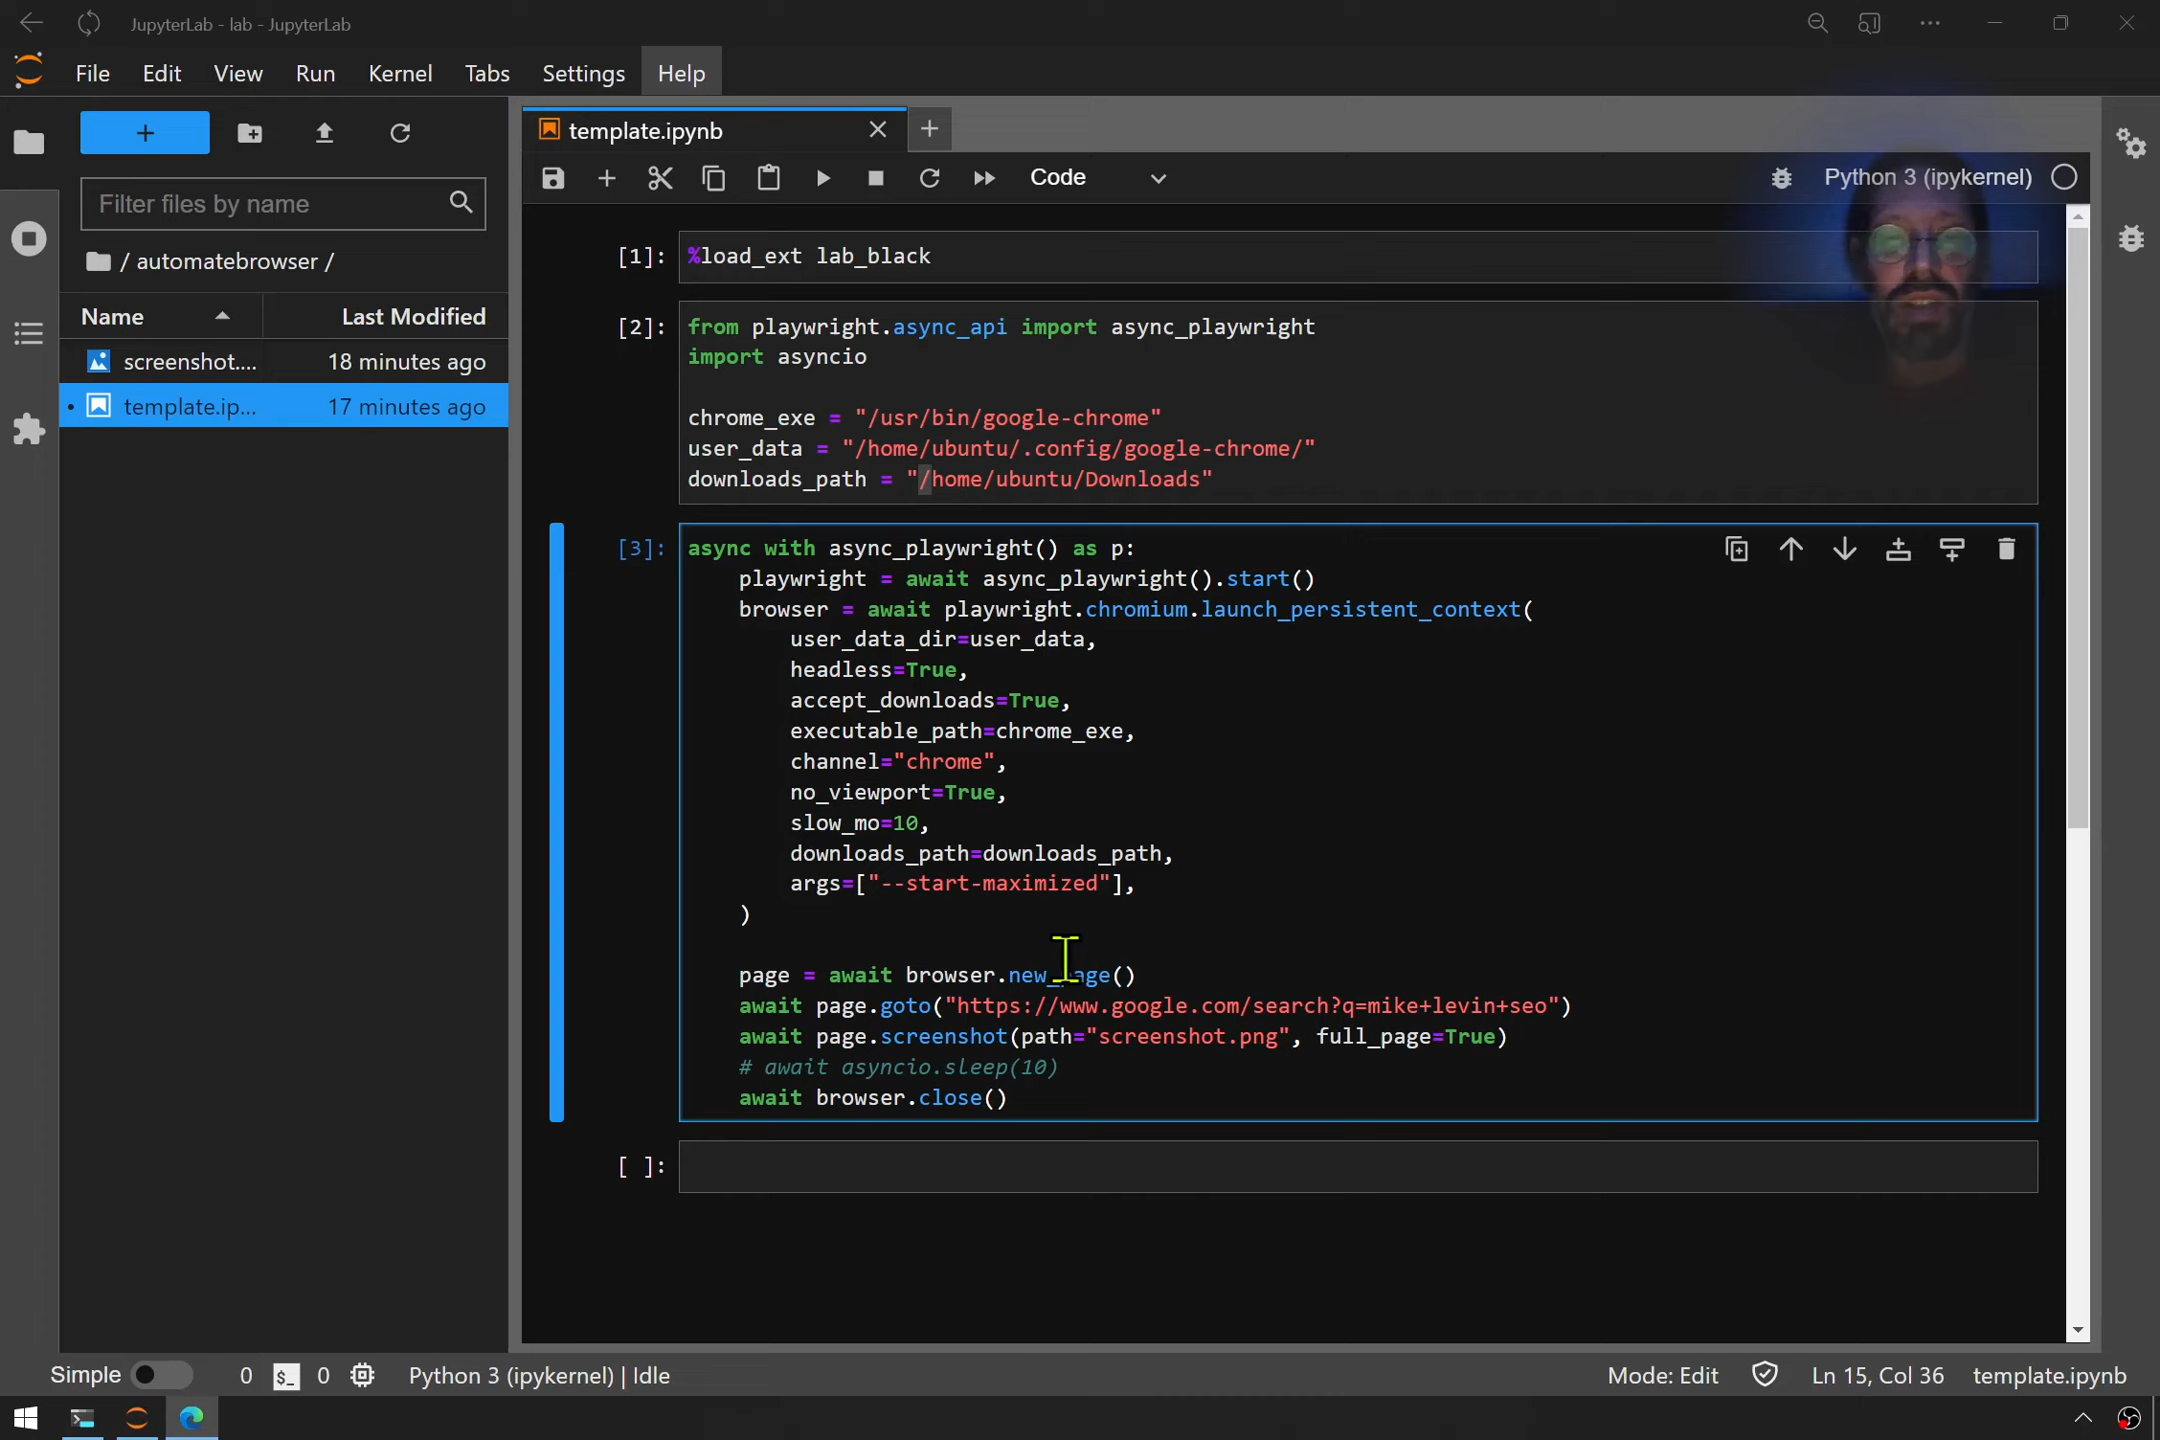 JupyterLab - lab - JupyterLab
File Edit View Run Kernel Tabs Settings Help
+
Filter files by name
/ automatebrowser /
Name Last Modified
screenshot.... 18 minutes ago
• template.ip... 17 minutes ago
template.ipynb
Code
Python 3 (ipykernel)
[1]: %load_ext lab_black
[2]: from playwright.async_api import async_playwright
import asyncio
chrome_exe = "/usr/bin/google-chrome"
user_data = "/home/ubuntu/.config/google-chrome/"
downloads_path = "/home/ubuntu/Downloads"
[3]: async with async_playwright() as p:
playwright = await async_playwright().start()
browser = await playwright.chromium.launch_persistent_context(
user_data_dir=user_data,
headless=True,
accept_downloads=True,
executable_path=chrome_exe,
channel="chrome",
no_viewport=True,
slow_mo=10,
downloads_path=downloads_path,
args=["--start-maximized"],
)
page = await browser.new_page()
await page.goto("https://www.google.com/search?q=mike+levin+seo")
await page.screenshot(path="screenshot.png", full_page=True)
# await asyncio.sleep(10)
await browser.close()
[ ]:
Simple 0 $_ 0 Python 3 (ipykernel) | Idle Mode: Edit Ln 15, Col 36 template.ipynb